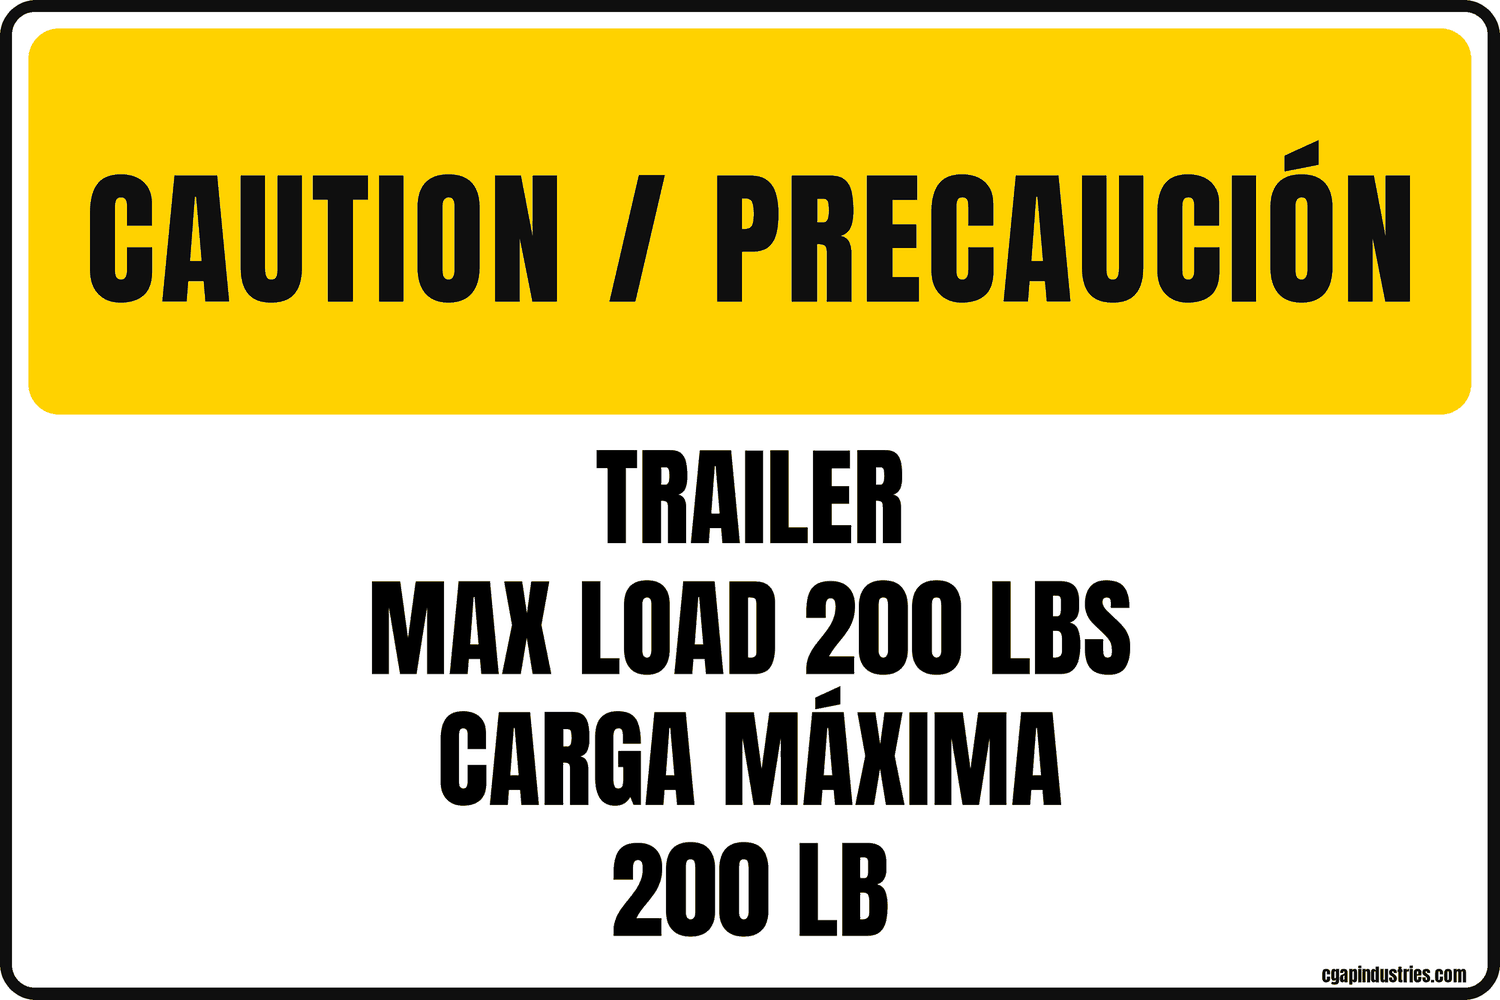 CAUTION / PRECAUCIÓN
TRAILER
MAX LOAD 200 LBS
CARGA MÁXIMA
200 LB
cgapindustries.com